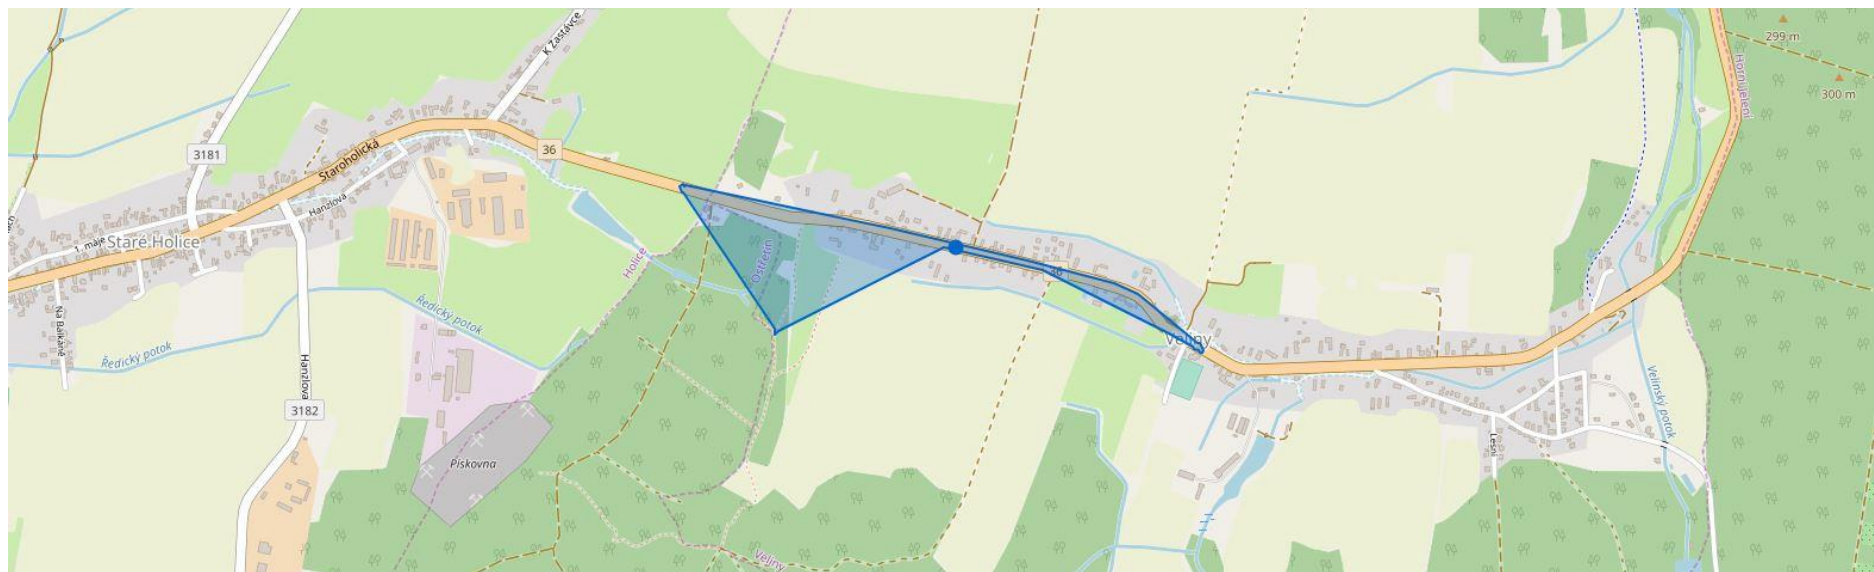 K Zastávce
299 m
Horní Jelení
300 m
36
3181
Staroholická
Hanzlova
1. máje
Staré Holice
Holice
Ostřetín
36
Na Balkáně
Ředický potok
Ředický potok
Veliny
Hanzlova
3182
Velinský potok
Lesní
Pískovna
Veliny